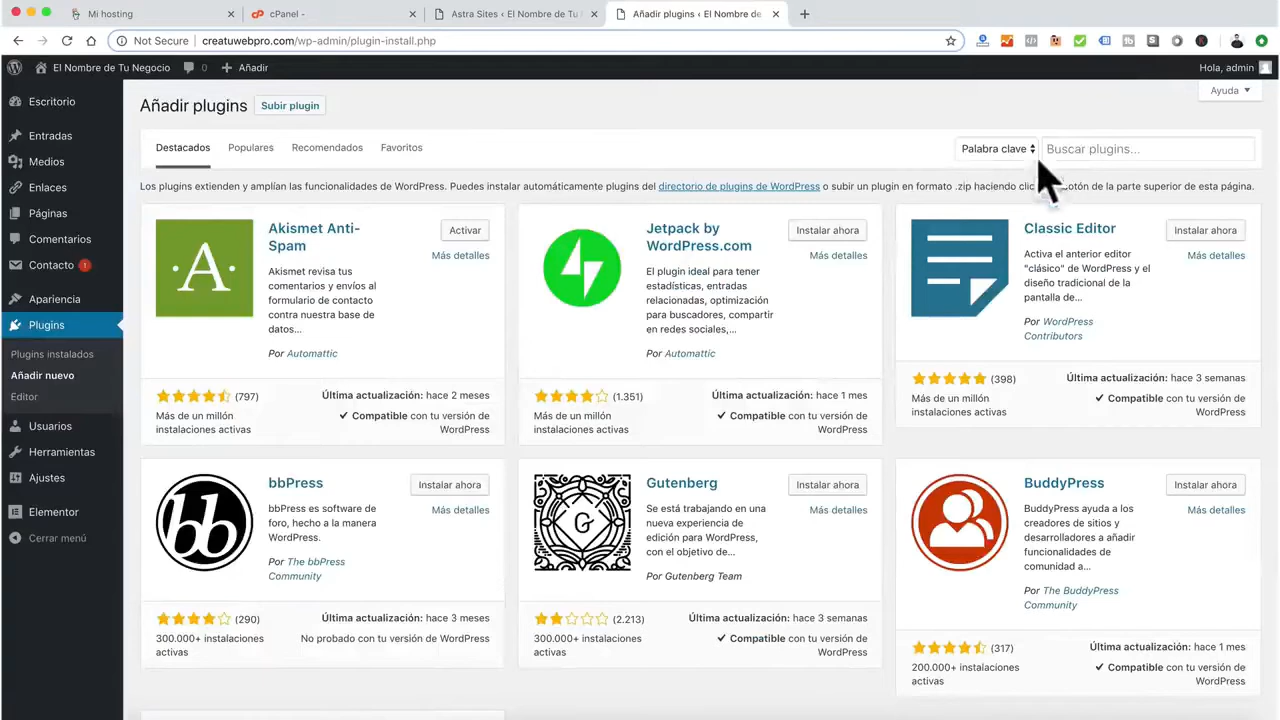 Mi hosting
cPanel -
Astra Sites ‹ El Nombre de Tu
Añadir plugins ‹ El Nombre de
Not Secure
creatuwebpro.com/wp-admin/plugin-install.php
El Nombre de Tu Negocio
0
Añadir
Hola, admin
Escritorio
Entradas
Medios
Enlaces
Páginas
Comentarios
Contacto 1
Apariencia
Plugins
Plugins instalados
Añadir nuevo
Editor
Usuarios
Herramientas
Ajustes
Elementor
Cerrar menú
Ayuda
Añadir plugins
Subir plugin
Destacados
Populares
Recomendados
Favoritos
Palabra clave
Buscar plugins...
Los plugins extienden y amplían las funcionalidades de WordPress. Puedes instalar automáticamente plugins del directorio de plugins de WordPress o subir un plugin en formato .zip haciendo clic botón de la parte superior de esta página.
Akismet Anti-
Spam
Activar
Más detalles
Akismet revisa tus
comentarios y envíos al
formulario de contacto
contra nuestra base de
datos...
Por Automattic
(797)
Más de un millón
instalaciones activas
Última actualización: hace 2 meses
Compatible con tu versión de
WordPress
Jetpack by
WordPress.com
Instalar ahora
Más detalles
El plugin ideal para tener
estadísticas, entradas
relacionadas, optimización
para buscadores, compartir
en redes sociales,...
Por Automattic
(1.351)
Más de un millón
instalaciones activas
Última actualización: hace 1 mes
Compatible con tu versión de
WordPress
Classic Editor
Instalar ahora
Más detalles
Activa el anterior editor
"clásico" de WordPress y el
diseño tradicional de la
pantalla de...
Por WordPress
Contributors
(398)
Más de un millón
instalaciones activas
Última actualización: hace 3 semanas
Compatible con tu versión de
WordPress
bbPress
Instalar ahora
Más detalles
bbPress es software de
foro, hecho a la manera
WordPress.
Por The bbPress
Community
(290)
300.000+ instalaciones
activas
Última actualización: hace 3 meses
No probado con tu versión de WordPress
Gutenberg
Instalar ahora
Más detalles
Se está trabajando en una
nueva experiencia de
edición para WordPress,
con el objetivo de...
Por Gutenberg Team
(2.213)
300.000+ instalaciones
activas
Última actualización: hace 3 semanas
Compatible con tu versión de
WordPress
BuddyPress
Instalar ahora
Más detalles
BuddyPress ayuda a los
creadores de sitios y
desarrolladores a añadir
funcionalidades de
comunidad a...
Por The BuddyPress
Community
(317)
200.000+ instalaciones
activas
Última actualización: hace 1 mes
Compatible con tu versión de
WordPress